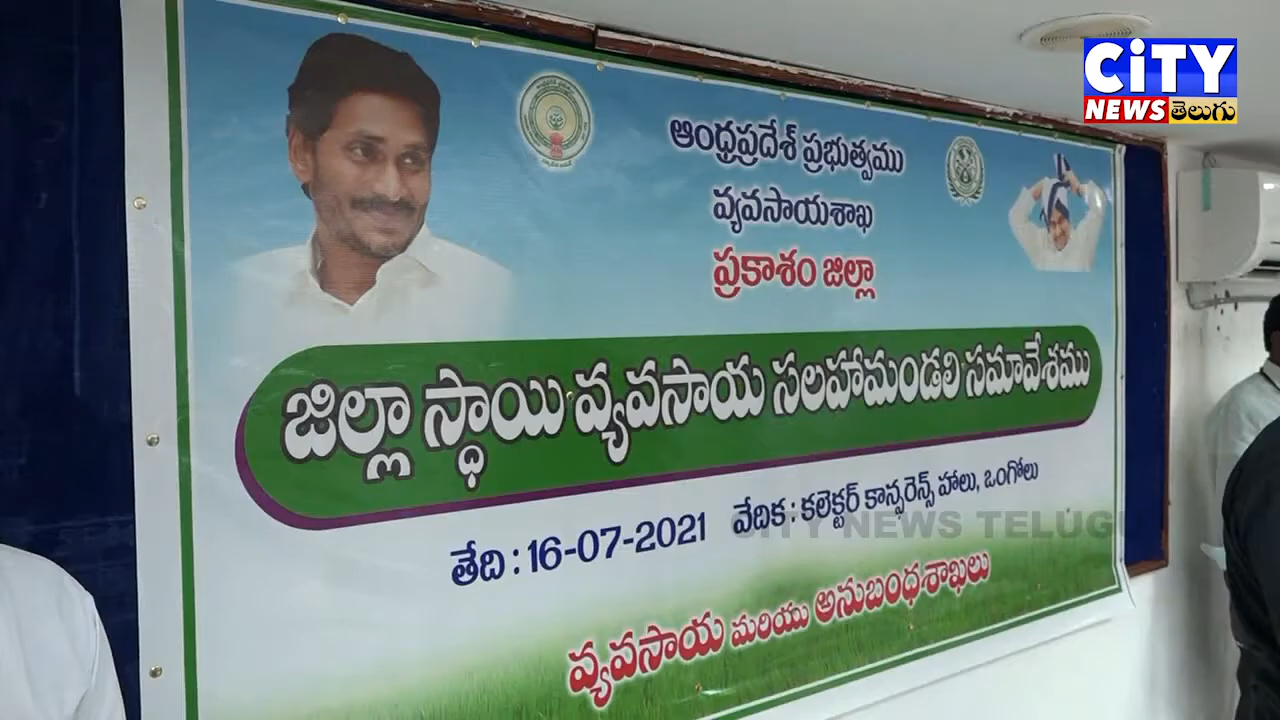 CiTY
NEWS తెలుగు
ఆంధ్రప్రదేశ్ ప్రభుత్వము
వ్యవసాయశాఖ
ప్రకాశం జిల్లా
జిల్లా స్థాయి వ్యవసాయ సలహామండలి సమావేశము
తేది : 16-07-2021 వేదిక : కలెక్టర్ కాన్ఫరెన్స్ హాలు, ఒంగోలు
CITY NEWS TELUGU
వ్యవసాయ మరియు అనుబంధశాఖలు